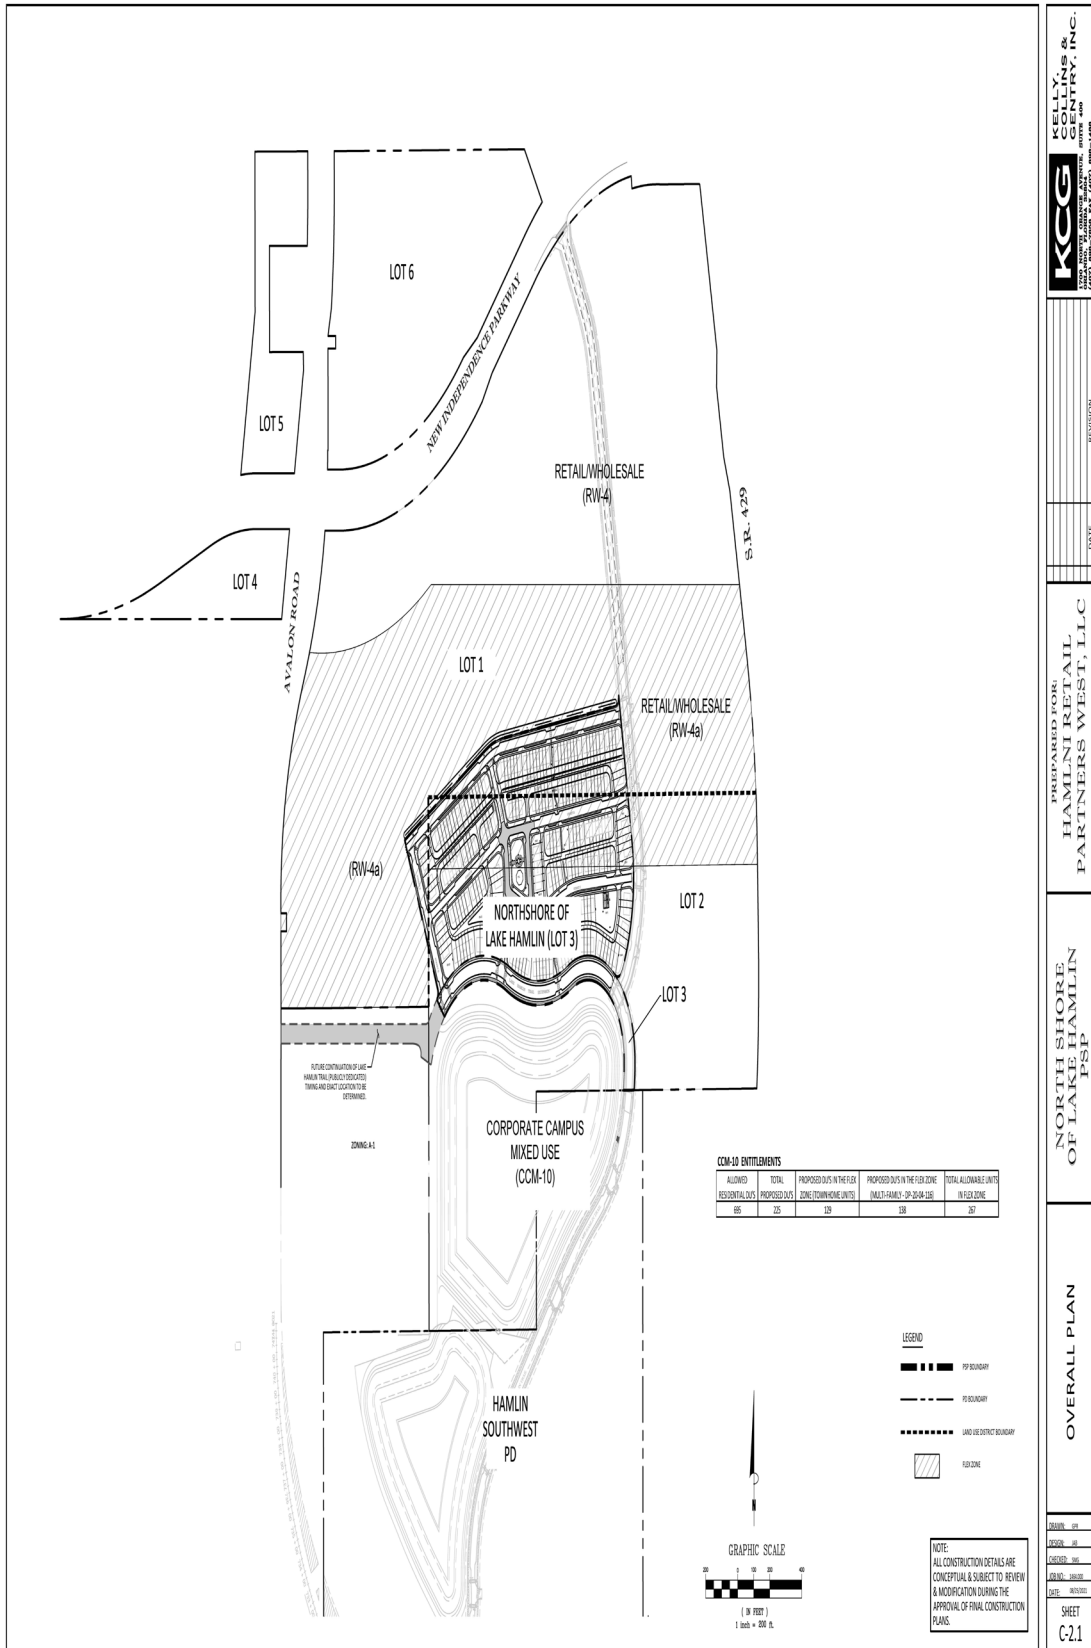 LOT 6
NEW INDEPENDENCE PARKWAY
LOT 5
RETAIL/WHOLESALE
(RW-4)
S.R. 429
LOT 4
AVALON ROAD
LOT 1
RETAIL/WHOLESALE
(RW-4a)
(RW-4a)
LOT 2
NORTHSHORE OF
LAKE HAMLIN (LOT 3)
LOT 3
FUTURE CONTINUATION OF LAKE
HAMLIN TRAIL (PUBLICLY DEDICATED)
TIMING AND EXACT LOCATION TO BE
DETERMINED.
ZONING: A-1
CORPORATE CAMPUS
MIXED USE
(CCM-10)
CCM-10 ENTITLEMENTS
ALLOWED
RESIDENTIAL DU'S
TOTAL
PROPOSED DU'S
PROPOSED DU'S IN THE FLEX
ZONE (TOWNHOME UNITS)
PROPOSED DU'S IN THE FLEX ZONE
(MULTI-FAMILY - DP-20-04-116)
TOTAL ALLOWABLE UNITS
IN FLEX ZONE
695 225 129 138 267
HAMLIN
SOUTHWEST
PD
LEGEND
PSP BOUNDARY
PD BOUNDARY
LAND USE DISTRICT BOUNDARY
FLEX ZONE
N
GRAPHIC SCALE
200 0 100 200 400
( IN FEET )
1 inch = 200 ft.
NOTE:
ALL CONSTRUCTION DETAILS ARE
CONCEPTUAL & SUBJECT TO REVIEW
& MODIFICATION DURING THE
APPROVAL OF FINAL CONSTRUCTION
PLANS.
KCG
KELLY,
COLLINS &
GENTRY, INC.
1700 NORTH ORANGE AVENUE, SUITE 400
REVISION
DATE
PREPARED FOR:
HAMLNI RETAIL
PARTNERS WEST, LLC
NORTH SHORE
OF LAKE HAMLIN
PSP
OVERALL PLAN
DRAWN:
DESIGN:
CHECKED:
JOB NO.:
DATE:
SHEET
C-2.1